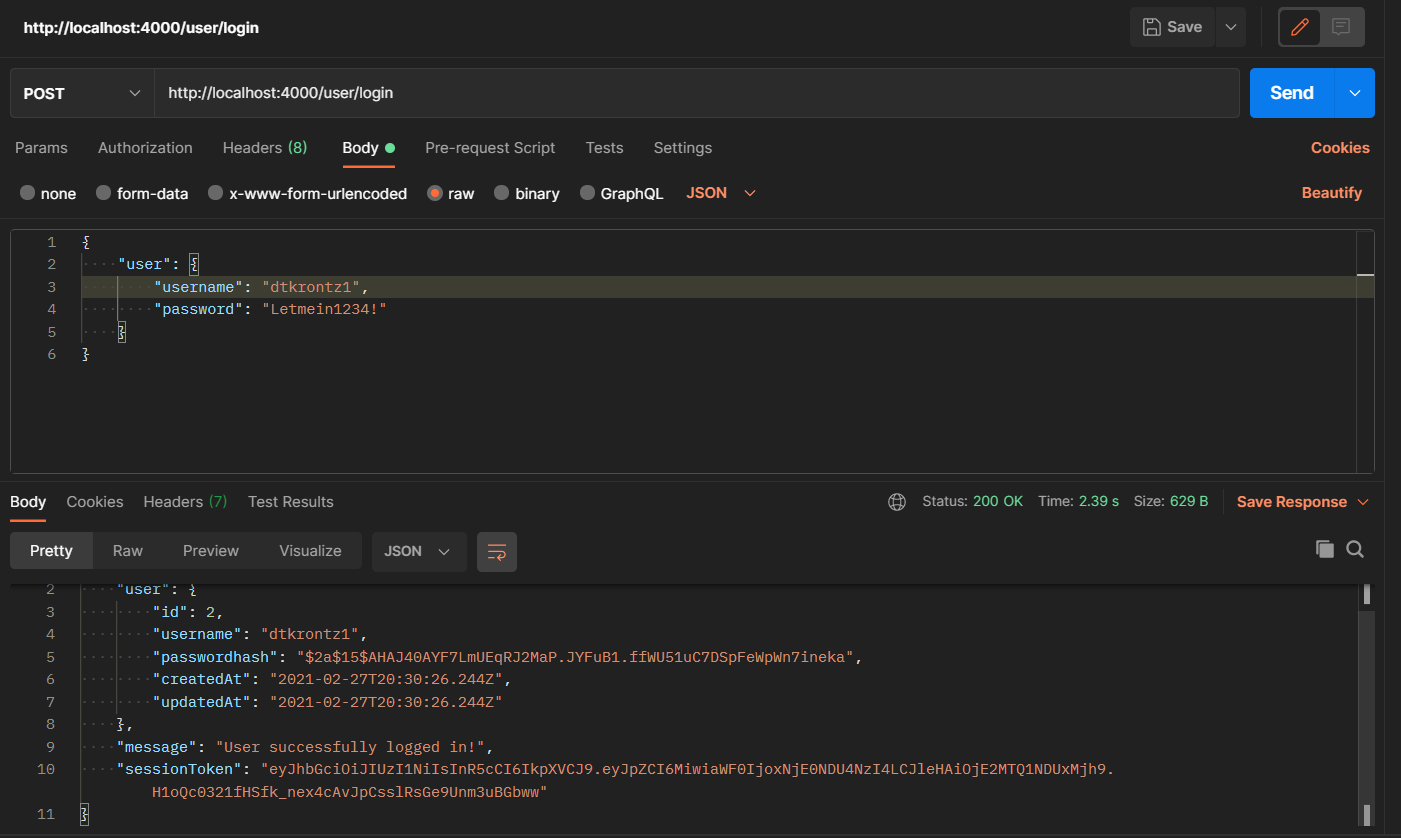 http://localhost:4000/user/login
Save
POST
http://localhost:4000/user/login
Send
Params Authorization Headers (8) Body Pre-request Script Tests Settings Cookies
none form-data x-www-form-urlencoded raw binary GraphQL JSON Beautify
1 {
2 "user": {
3 "username": "dtkrontz1",
4 "password": "Letmein1234!"
5 }
6 }
Body Cookies Headers (7) Test Results Status: 200 OK Time: 2.39 s Size: 629 B Save Response
Pretty Raw Preview Visualize JSON
2 "user": {
3 "id": 2,
4 "username": "dtkrontz1",
5 "passwordhash": "$2a$15$AHAJ40AYF7LmUEqRJ2MaP.JYFuB1.ffWU51uC7DSpFeWpWn7ineka",
6 "createdAt": "2021-02-27T20:30:26.244Z",
7 "updatedAt": "2021-02-27T20:30:26.244Z"
8 },
9 "message": "User successfully logged in!",
10 "sessionToken": "eyJhbGciOiJIUzI1NiIsInR5cCI6IkpXVCJ9.eyJpZCI6MiwiaWF0IjoxNjE0NDU4NzI4LCJleHAiOjE2MTQ1NDUxMjh9.
H1oQc0321fHSfk_nex4cAvJpCsslRsGe9Unm3uBGbww"
11 }